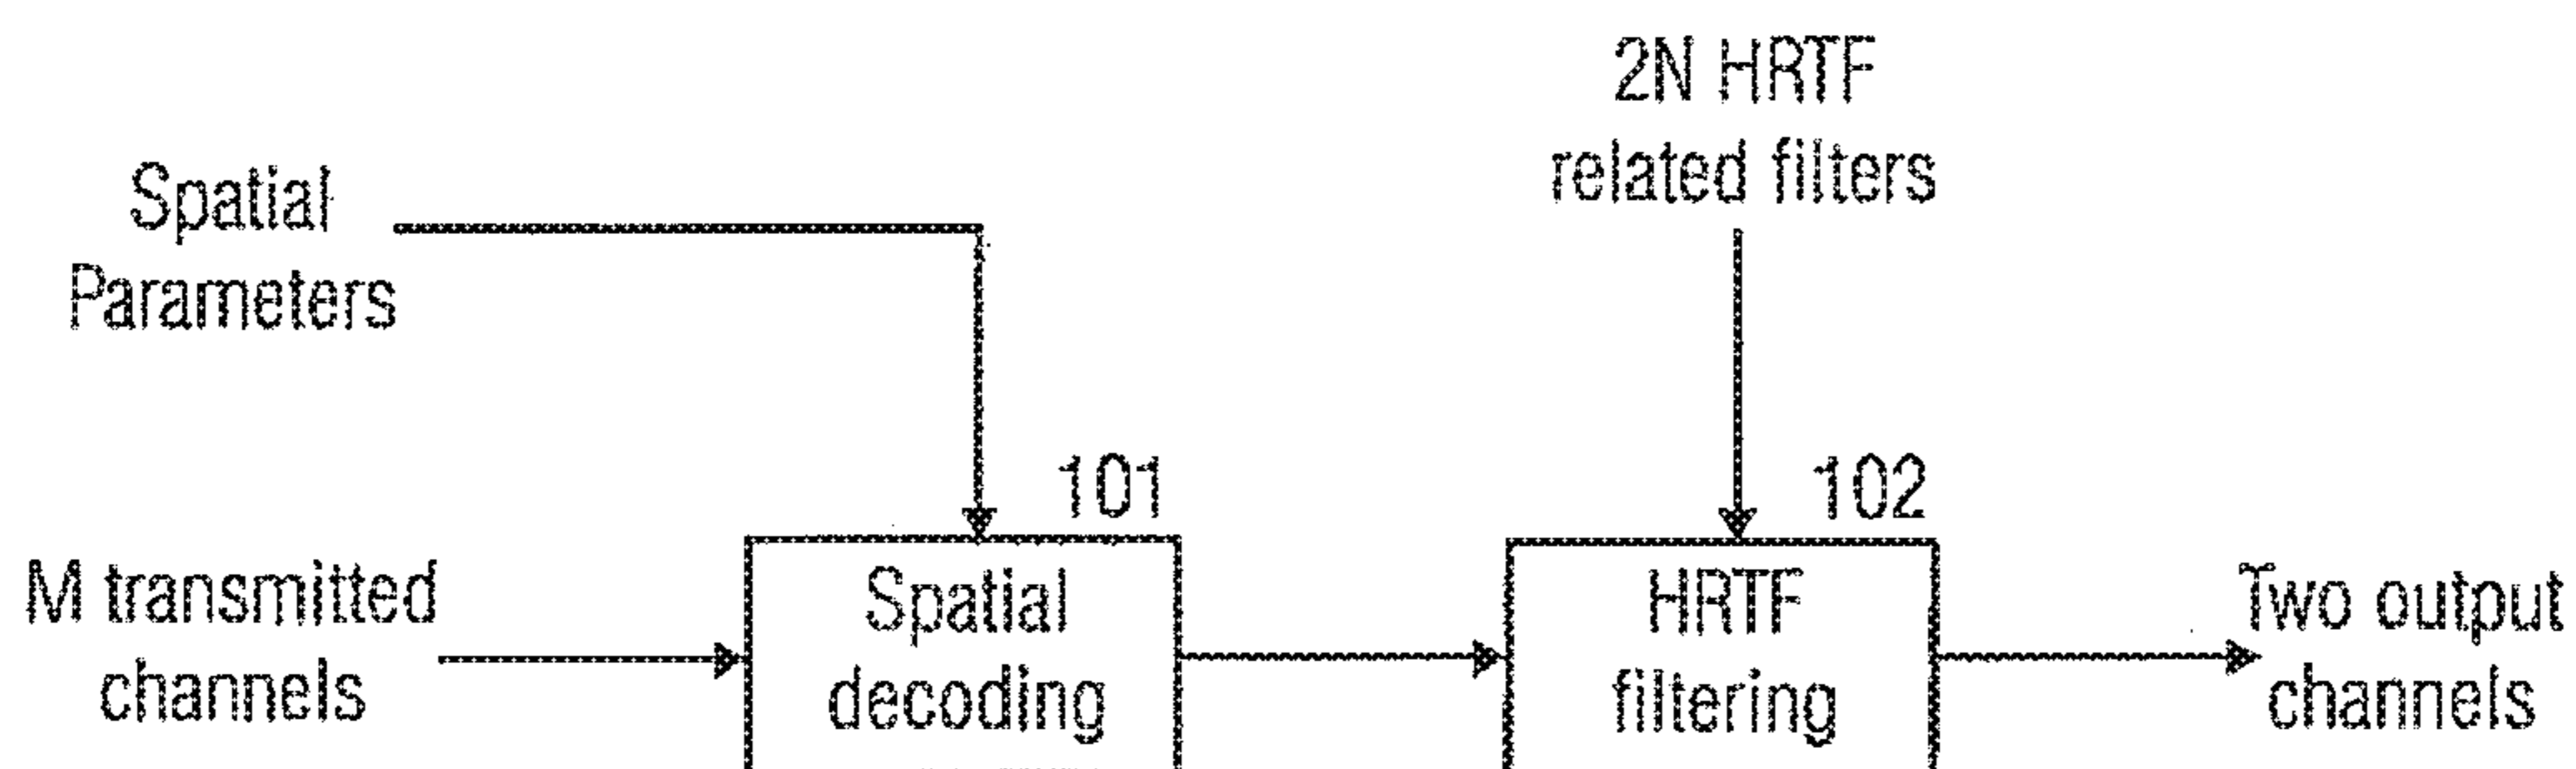 2N HRTF
related filters
Spatial
Parameters
101
102
M transmitted
channels
Spatial
decoding
HRTF
filtering
Two output
channels